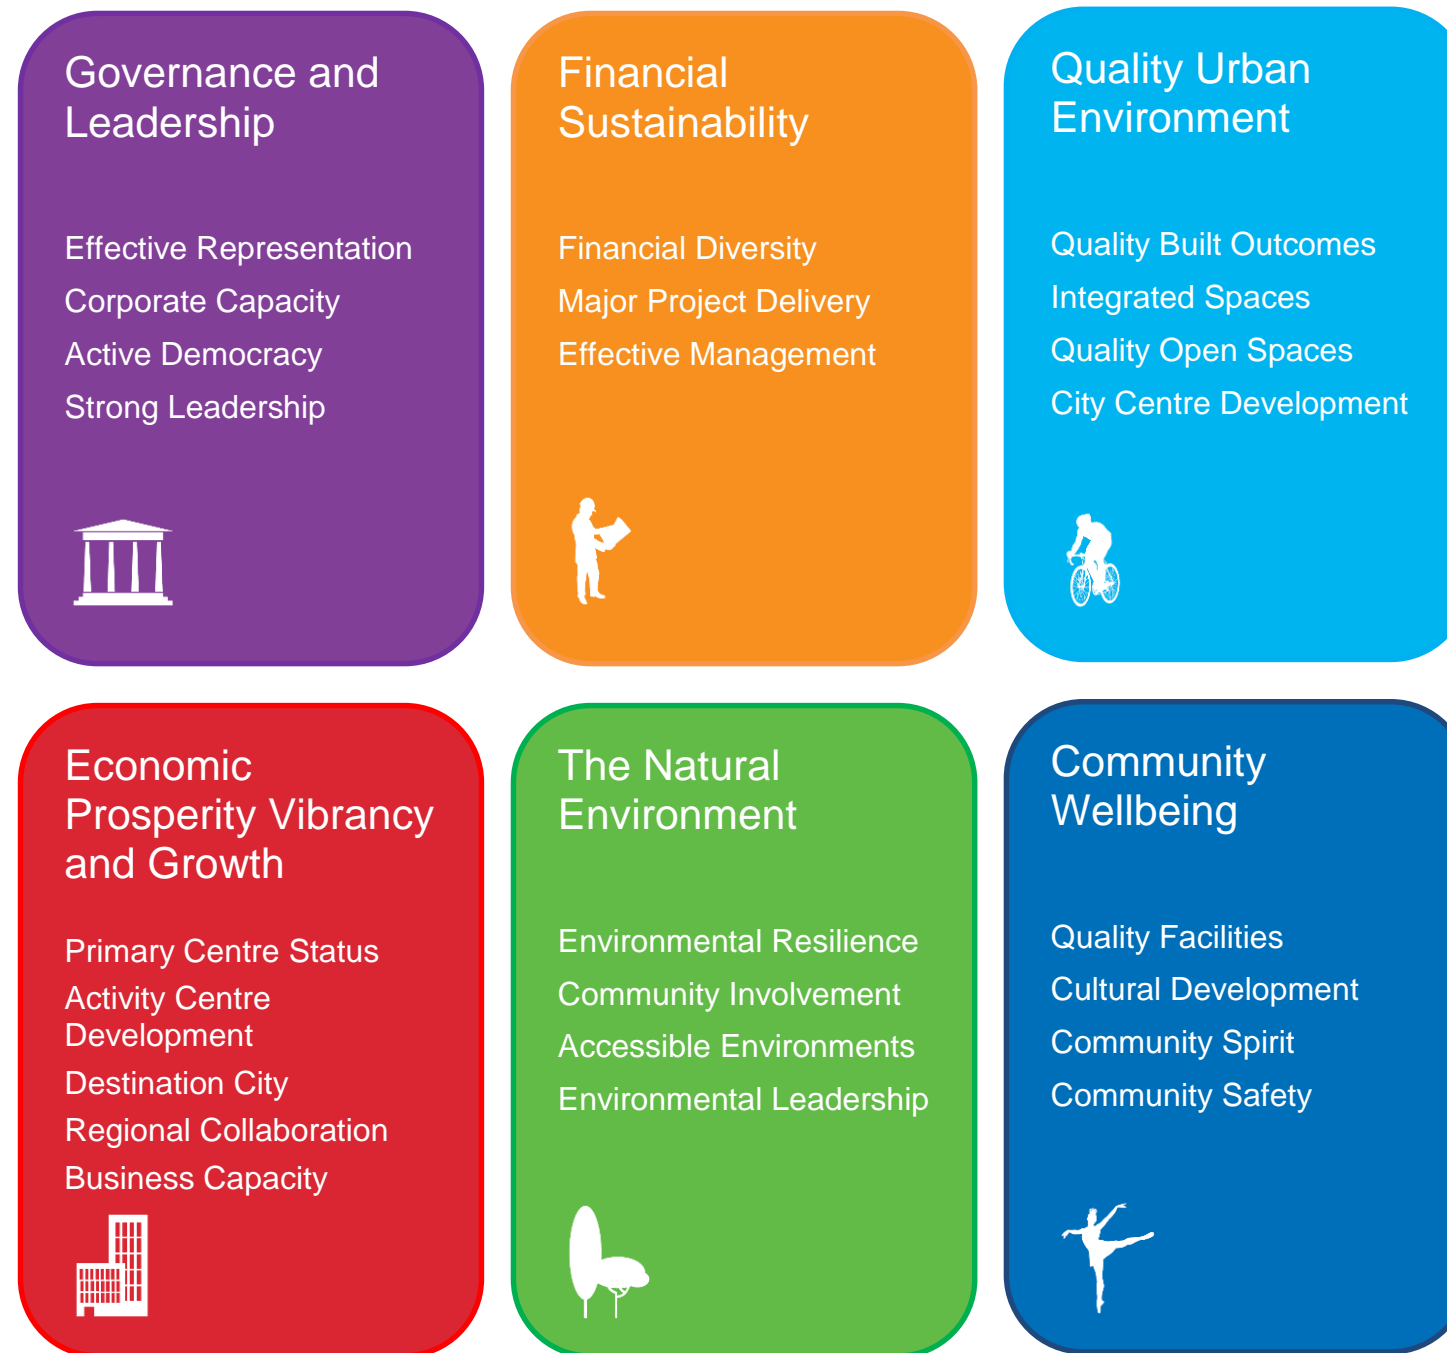 Governance and
Leadership
Effective Representation
Corporate Capacity
Active Democracy
Strong Leadership
Financial
Sustainability
Financial Diversity
Major Project Delivery
Effective Management
Quality Urban
Environment
Quality Built Outcomes
Integrated Spaces
Quality Open Spaces
City Centre Development
Economic
Prosperity Vibrancy
and Growth
Primary Centre Status
Activity Centre
Development
Destination City
Regional Collaboration
Business Capacity
The Natural
Environment
Environmental Resilience
Community Involvement
Accessible Environments
Environmental Leadership
Community
Wellbeing
Quality Facilities
Cultural Development
Community Spirit
Community Safety